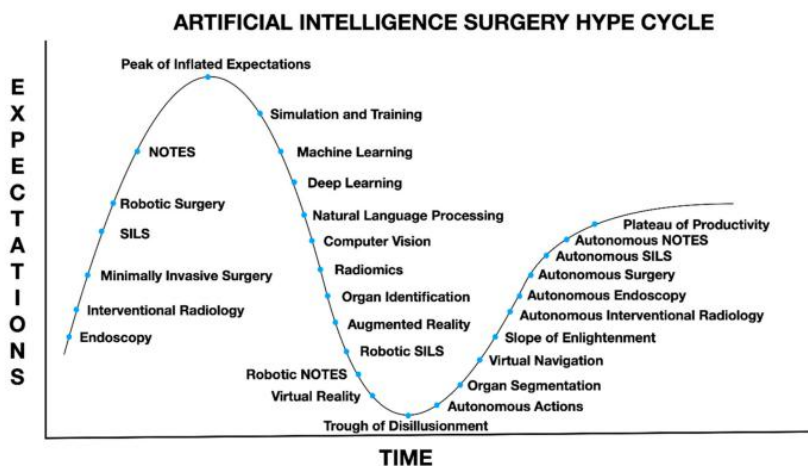 ARTIFICIAL INTELLIGENCE SURGERY HYPE CYCLE
EXPECTATIONS
Peak of Inflated Expectations
NOTES
Robotic Surgery
SILS
Minimally Invasive Surgery
Interventional Radiology
Endoscopy
Simulation and Training
Machine Learning
Deep Learning
Natural Language Processing
Computer Vision
Radiomics
Organ Identification
Augmented Reality
Robotic SILS
Robotic NOTES
Virtual Reality
Trough of Disillusionment
Plateau of Productivity
Autonomous NOTES
Autonomous SILS
Autonomous Surgery
Autonomous Endoscopy
Autonomous Interventional Radiology
Slope of Enlightenment
Virtual Navigation
Organ Segmentation
Autonomous Actions
TIME